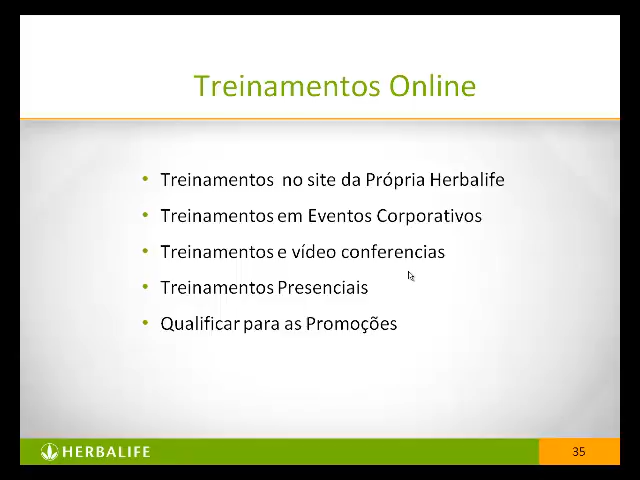 Treinamentos Online
• Treinamentos no site da Própria Herbalife
• Treinamentos em Eventos Corporativos
• Treinamentos e vídeo conferencias
• Treinamentos Presenciais
• Qualificar para as Promoções
HERBALIFE
35